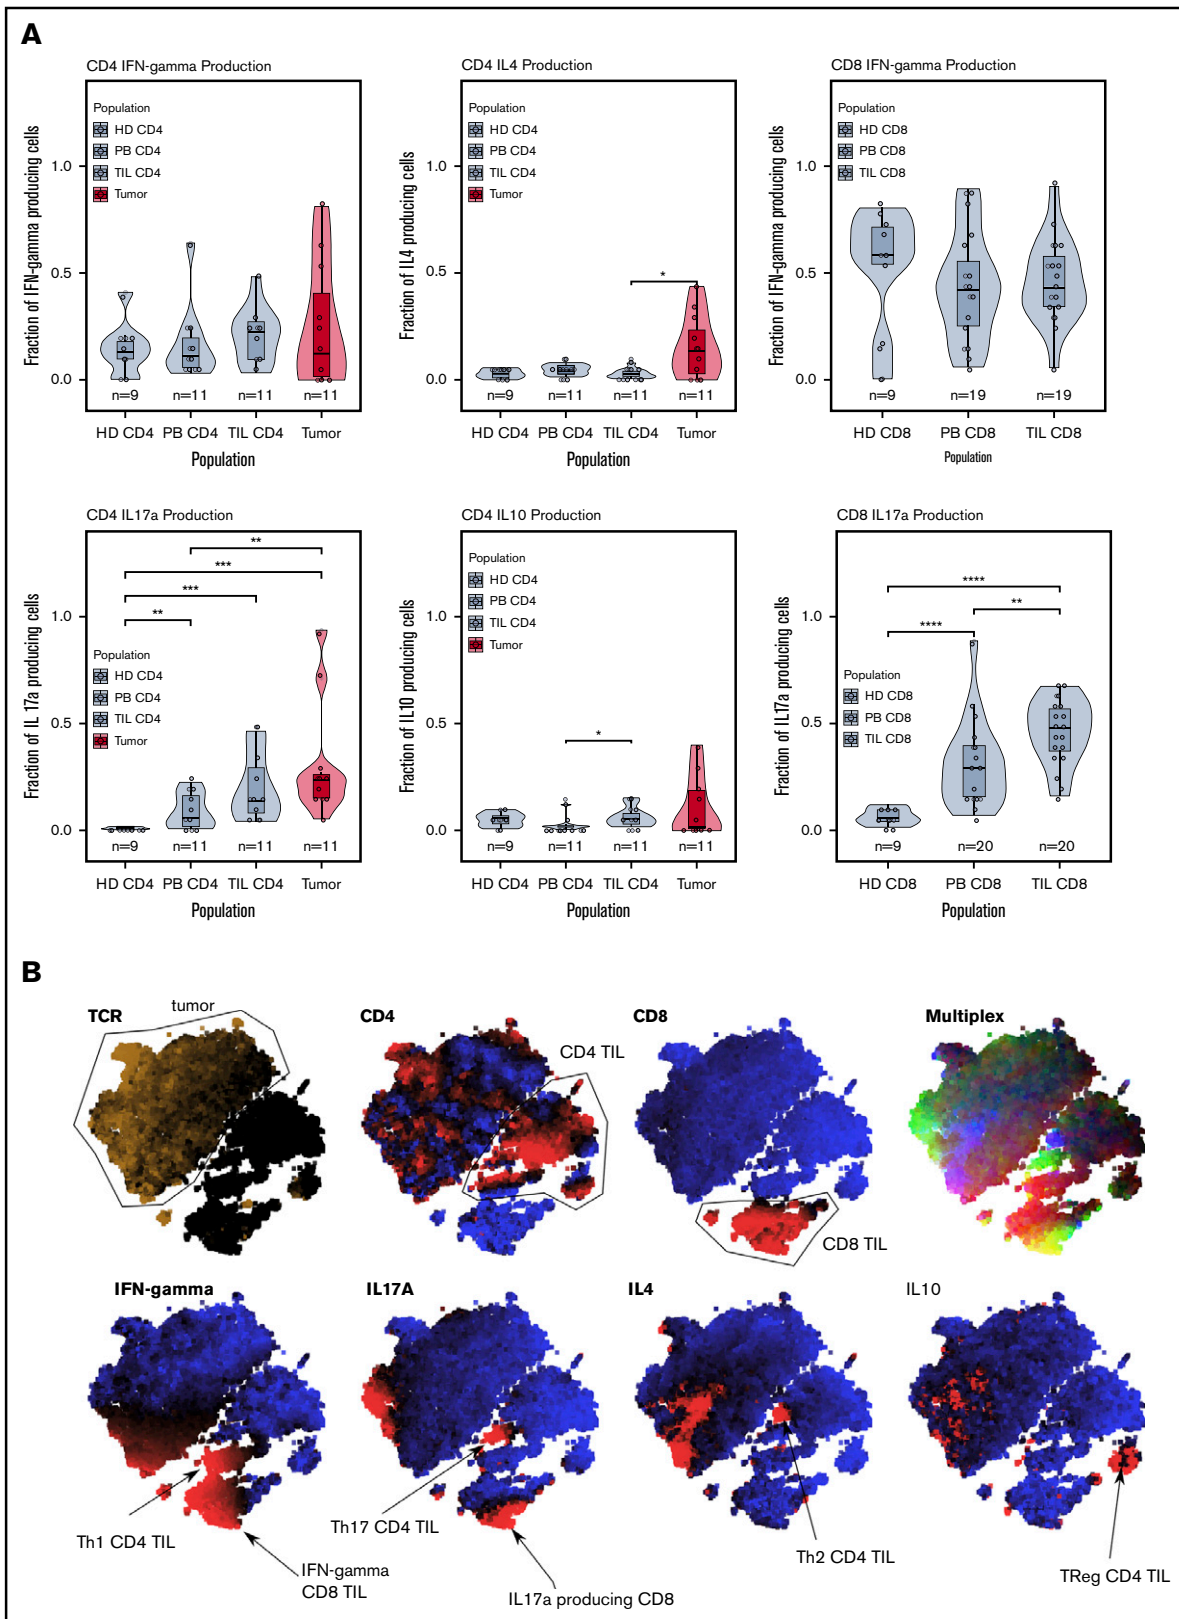 A
CD4 IFN-gamma Production
Fraction of IFN-gamma producing cells
1.0
0.5
0.0
Population
HD CD4
PB CD4
TIL CD4
Tumor
n=9 n=11 n=11 n=11
HD CD4 PB CD4 TIL CD4 Tumor
Population
CD4 IL4 Production
Fraction of IL4 producing cells
1.0
0.5
0.0
Population
HD CD4
PB CD4
TIL CD4
Tumor
*
n=9 n=11 n=11 n=11
HD CD4 PB CD4 TIL CD4 Tumor
Population
CD8 IFN-gamma Production
Fraction of IFN-gamma producing cells
1.0
0.5
0.0
Population
HD CD8
PB CD8
TIL CD8
n=9 n=19 n=19
HD CD8 PB CD8 TIL CD8
Population
CD4 IL17a Production
Fraction of IL 17a producing cells
1.0
0.5
0.0
**
***
***
**
Population
HD CD4
PB CD4
TIL CD4
Tumor
n=9 n=11 n=11 n=11
HD CD4 PB CD4 TIL CD4 Tumor
Population
CD4 IL10 Production
Fraction of IL10 producing cells
1.0
0.5
0.0
Population
HD CD4
PB CD4
TIL CD4
Tumor
*
n=9 n=11 n=11 n=11
HD CD4 PB CD4 TIL CD4 Tumor
Population
CD8 IL17a Production
Fraction of IL17a producing cells
1.0
0.5
0.0
****
**
****
Population
HD CD8
PB CD8
TIL CD8
n=9 n=20 n=20
HD CD8 PB CD8 TIL CD8
Population
B
TCR
tumor
CD4
CD4 TIL
CD8
CD8 TIL
Multiplex
IFN-gamma
Th1 CD4 TIL
IFN-gamma
CD8 TIL
IL17A
Th17 CD4 TIL
IL17a producing CD8
IL4
Th2 CD4 TIL
IL10
TReg CD4 TIL